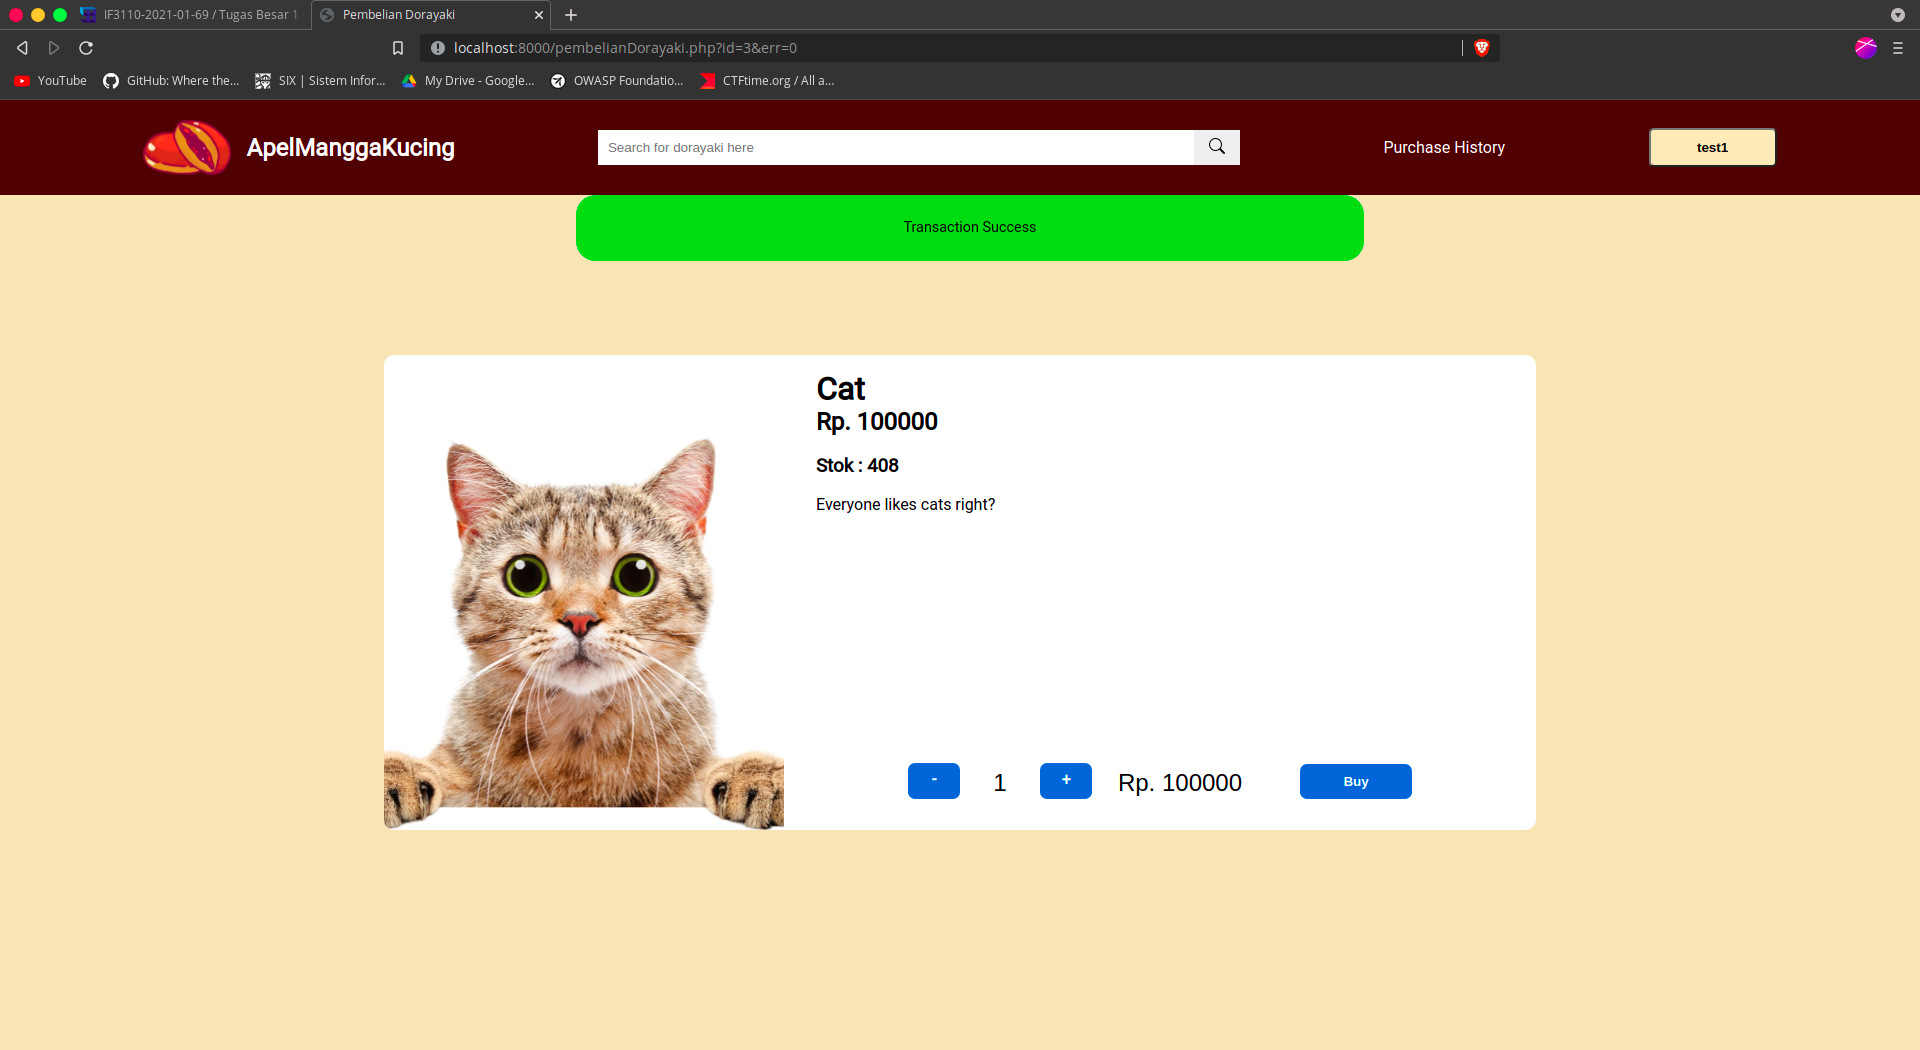 IF3110-2021-01-69 / Tugas Besar 1
Pembelian Dorayaki
localhost:8000/pembelianDorayaki.php?id=3&err=0
YouTube
GitHub: Where the...
SIX | Sistem Infor...
My Drive - Google...
OWASP Foundatio...
CTFtime.org / All a...
ApelManggaKucing
Search for dorayaki here
Purchase History
test1
Transaction Success
Cat
Rp. 100000
Stok : 408
Everyone likes cats right?
- 1 + Rp. 100000 Buy